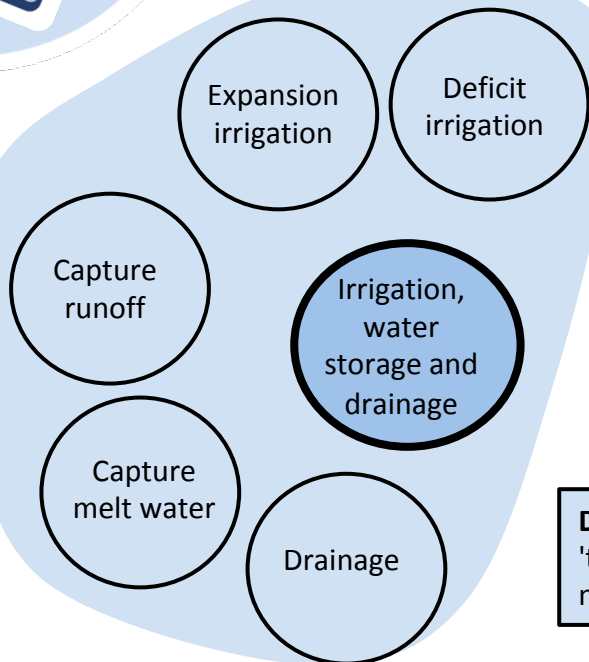 Expansion
irrigation
Deficit
irrigation
Capture
runoff
Irrigation,
water
storage and
drainage
Capture
melt water
Drainage